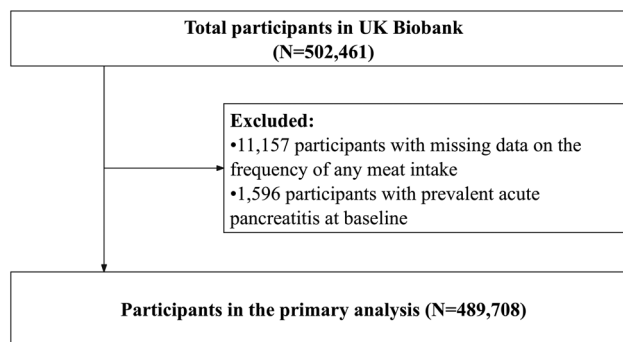 Total participants in UK Biobank
(N=502,461)
Excluded:
•11,157 participants with missing data on the
frequency of any meat intake
•1,596 participants with prevalent acute
pancreatitis at baseline
Participants in the primary analysis (N=489,708)